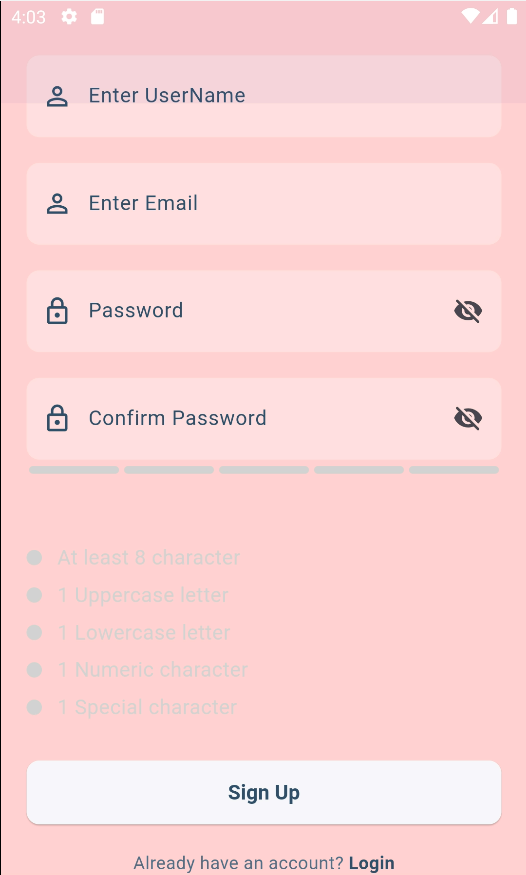 4:03
Enter UserName
Enter Email
Password
Confirm Password
At least 8 character
1 Uppercase letter
1 Lowercase letter
1 Numeric character
1 Special character
Sign Up
Already have an account? Login